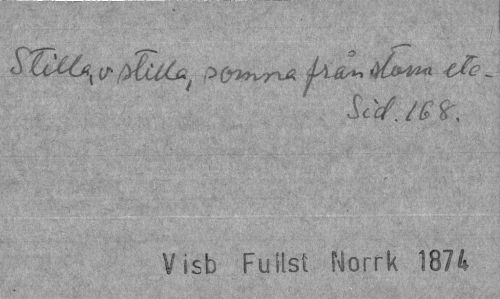 Stilla, o stilla, somna från storm etc-
Sid. 168.
Visb Fullst Norrk 1874